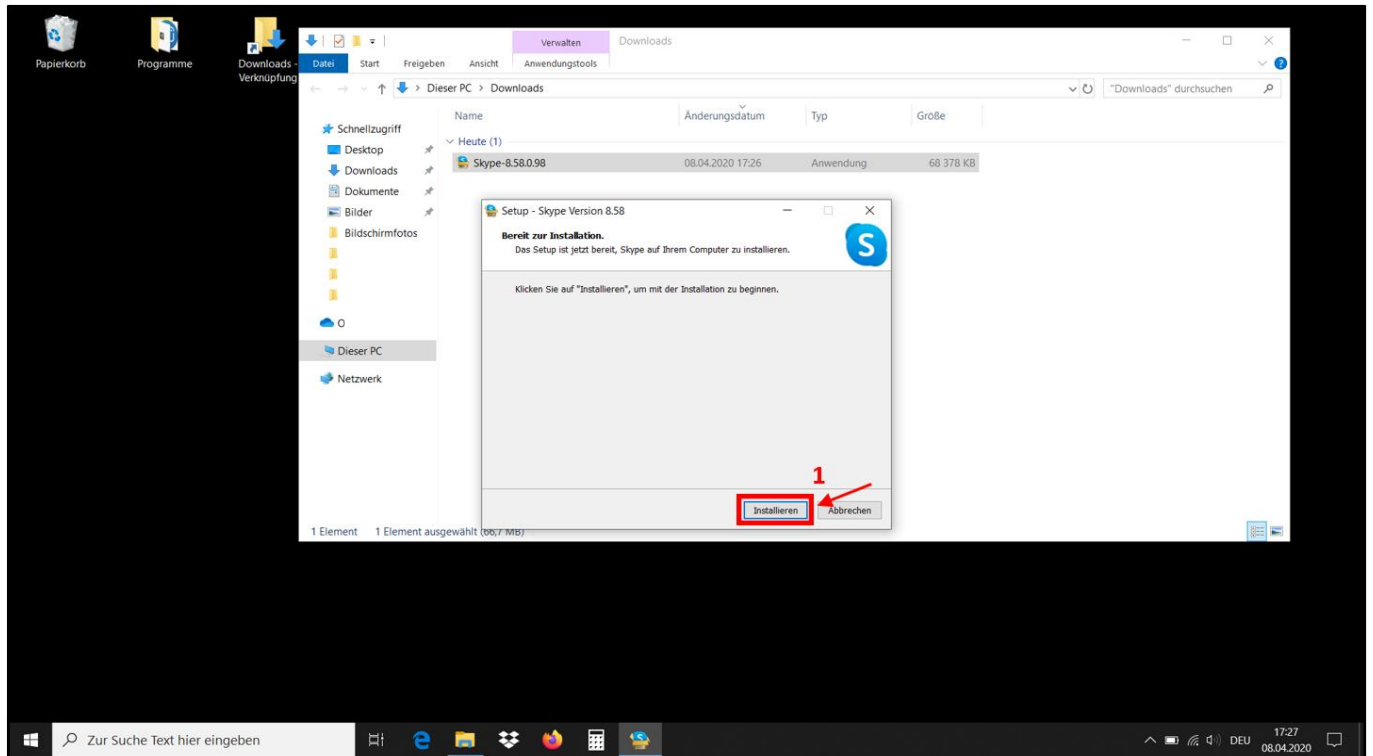 Papierkorb
Programme
Downloads -
Verknüpfung
Verwalten
Downloads
Datei
Start
Freigeben
Ansicht
Anwendungstools
Dieser PC > Downloads
"Downloads" durchsuchen
Name
Änderungsdatum
Typ
Größe
Schnellzugriff
Desktop
Downloads
Dokumente
Bilder
Bildschirmfotos
O
Dieser PC
Netzwerk
Heute (1)
Skype-8.58.0.98
08.04.2020 17:26
Anwendung
68 378 KB
Setup - Skype Version 8.58
Bereit zur Installation.
Das Setup ist jetzt bereit, Skype auf Ihrem Computer zu installieren.
S
Klicken Sie auf "Installieren", um mit der Installation zu beginnen.
1
Installieren
Abbrechen
1 Element
1 Element ausgewählt (66,7 MB)
Zur Suche Text hier eingeben
DEU
17:27
08.04.2020